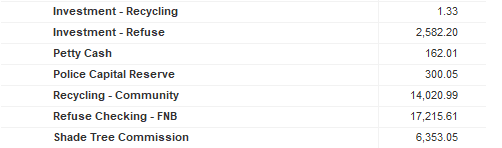 Investment - Recycling 1.33
Investment - Refuse 2,582.20
Petty Cash 162.01
Police Capital Reserve 300.05
Recycling - Community 14,020.99
Refuse Checking - FNB 17,215.61
Shade Tree Commission 6,353.05